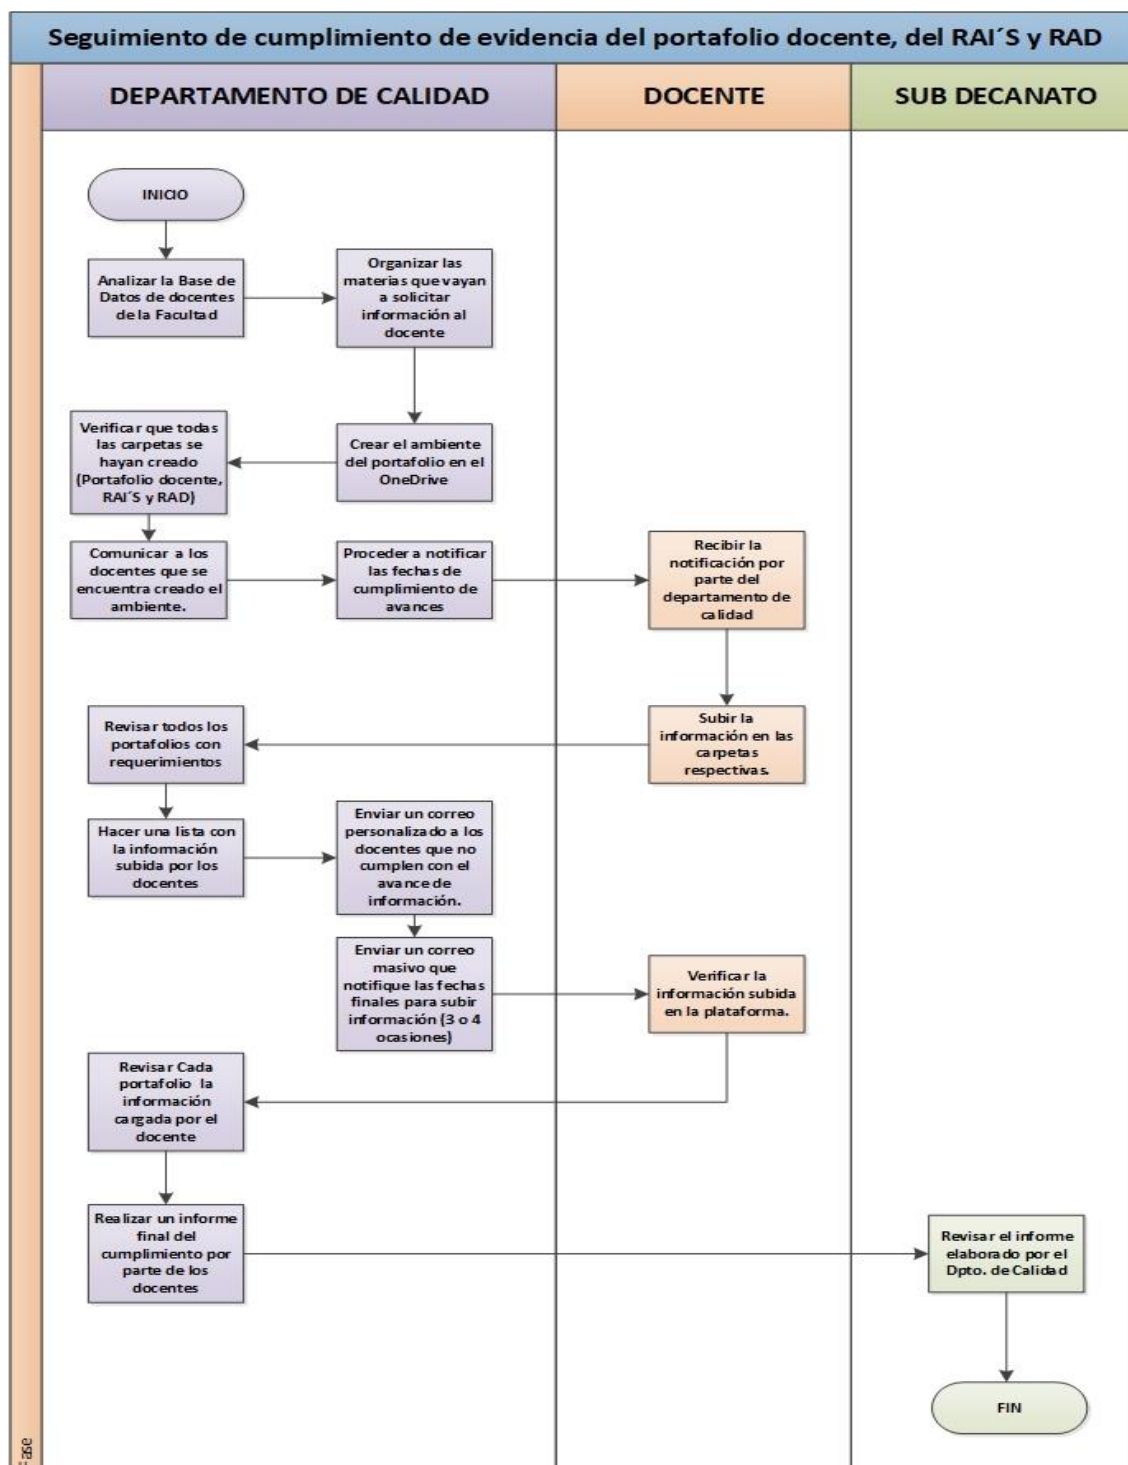 Seguimiento de cumplimiento de evidencia del portafolio docente, del RAI´S y RAD
DEPARTAMENTO DE CALIDAD
DOCENTE
SUB DECANATO
INICIO
Analizar la Base de
Datos de docentes
de la Facultad
Organizar las
materias que vayan
a solicitar
información al
docente
Crear el ambiente
del portafolio en el
OneDrive
Verificar que todas
las carpetas se
hayan creado
(Portafolio docente,
RAI´S y RAD)
Comunicar a los
docentes que se
encuentra creado el
ambiente.
Proceder a notificar
las fechas de
cumplimiento de
avances
Recibir la
notificación por
parte del
departamento de
calidad
Subir la
información en las
carpetas
respectivas.
Revisar todos los
portafolios con
requerimientos
Hacer una lista con
la información
subida por los
docentes
Enviar un correo
personalizado a los
docentes que no
cumplen con el
avance de
información.
Enviar un correo
masivo que
notifique las fechas
finales para subir
información (3 o 4
ocasiones)
Verificar la
información subida
en la plataforma.
Revisar Cada
portafolio la
información
cargada por el
docente
Realizar un informe
final del
cumplimiento por
parte de los
docentes
Revisar el informe
elaborado por el
Dpto. de Calidad
FIN
Fase